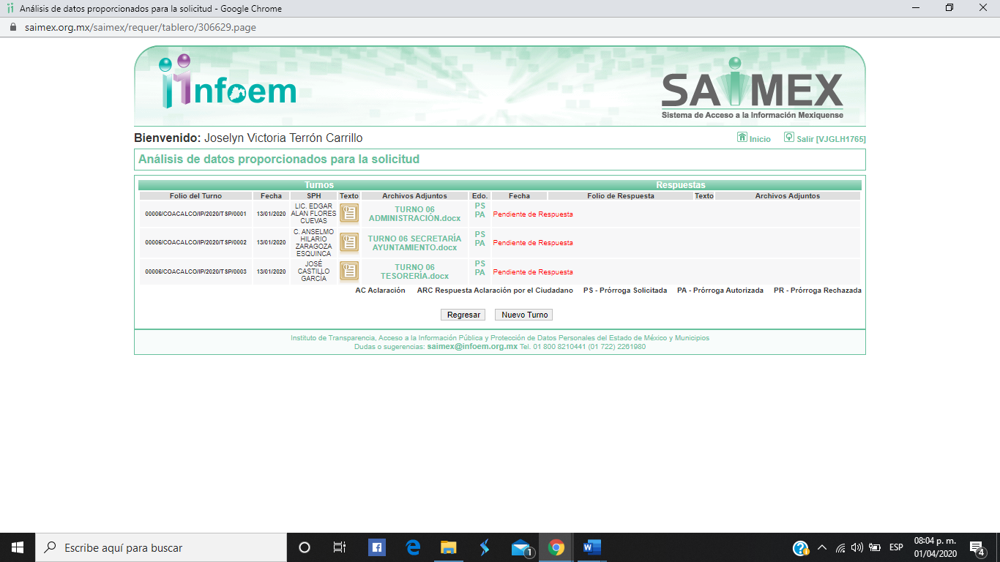 Análisis de datos proporcionados para la solicitud - Google Chrome
saimex.org.mx/saimex/requer/tablero/306629.page
infoem
SAIMEX
Sistema de Acceso a la Información Mexiquense
Bienvenido: Joselyn Victoria Terrón Carrillo
Inicio Salir [VJGLH1765]
Análisis de datos proporcionados para la solicitud
Turnos Respuestas
Folio del Turno Fecha SPH Texto Archivos Adjuntos Edo. Fecha Folio de Respuesta Texto Archivos Adjuntos
00006/COACALCO/IP/2020/TSP/0001 13/01/2020 LIC. EDGAR ALAN FLORES CUEVAS TURNO 06 ADMINISTRACIÓN.docx PS PA Pendiente de Respuesta
00006/COACALCO/IP/2020/TSP/0002 13/01/2020 C. ANSELMO HILARIO ZARAGOZA ESQUINCA TURNO 06 SECRETARÍA AYUNTAMIENTO.docx PS PA Pendiente de Respuesta
00006/COACALCO/IP/2020/TSP/0003 13/01/2020 JOSÉ CASTILLO GARCÍA TURNO 06 TESORERÍA.docx PS PA Pendiente de Respuesta
AC Aclaración ARC Respuesta Aclaración por el Ciudadano PS - Prórroga Solicitada PA - Prórroga Autorizada PR - Prórroga Rechazada
Regresar Nuevo Turno
Instituto de Transparencia, Acceso a la Información Pública y Protección de Datos Personales del Estado de México y Municipios
Dudas o sugerencias: saimex@infoem.org.mx Tel. 01 800 8210441 (01 722) 2261980
Escribe aquí para buscar
1
ESP
08:04 p. m.
01/04/2020
4